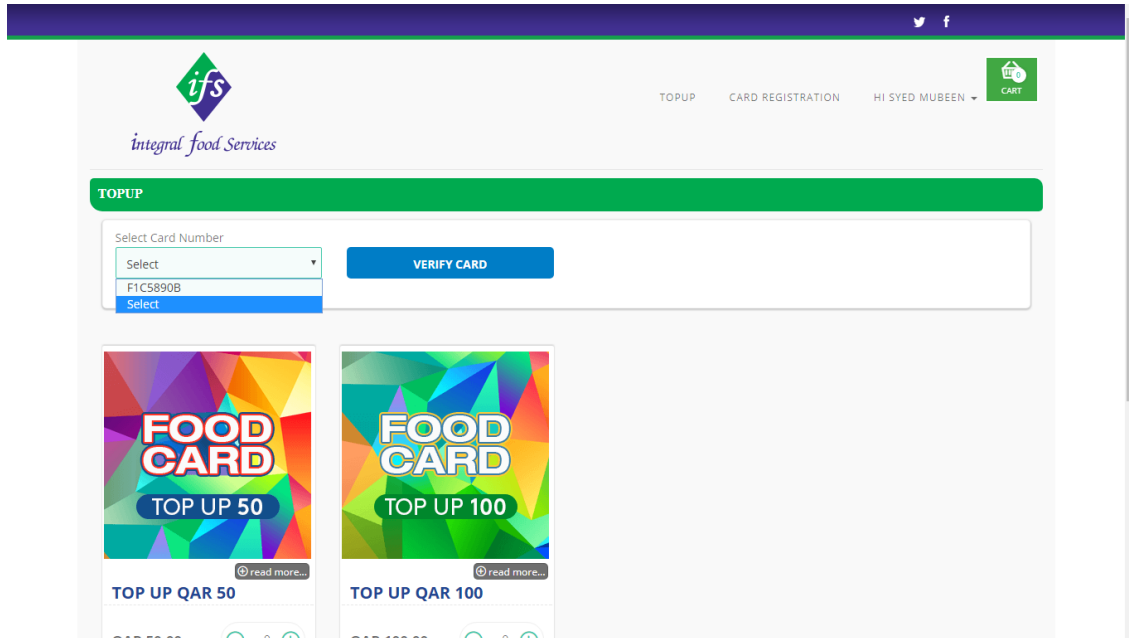 ifs
integral food Services
TOPUP CARD REGISTRATION HI SYED MUBEEN
0
CART
TOPUP
Select Card Number
Select
VERIFY CARD
F1C5890B
Select
FOOD
CARD
TOP UP 50
read more...
TOP UP QAR 50
FOOD
CARD
TOP UP 100
read more...
TOP UP QAR 100